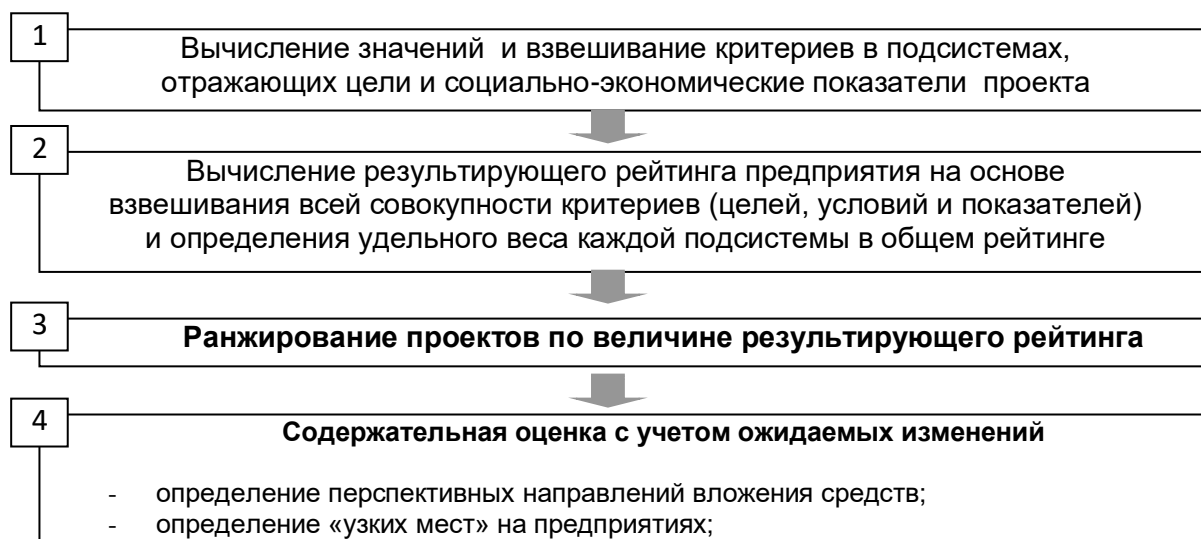 1
Вычисление значений и взвешивание критериев в подсистемах,
отражающих цели и социально-экономические показатели проекта
2
Вычисление результирующего рейтинга предприятия на основе
взвешивания всей совокупности критериев (целей, условий и показателей)
и определения удельного веса каждой подсистемы в общем рейтинге
3
Ранжирование проектов по величине результирующего рейтинга
4
Содержательная оценка с учетом ожидаемых изменений
- определение перспективных направлений вложения средств;
- определение «узких мест» на предприятиях;